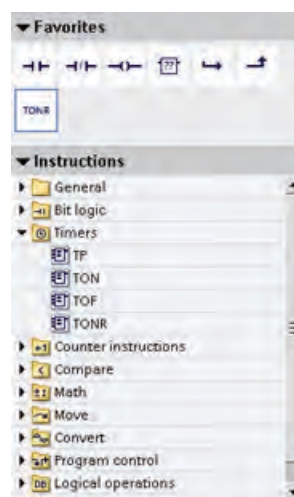 Favorites
??
TONR
Instructions
General
Bit logic
Timers
TP
TON
TOF
TONR
Counter instructions
Compare
Math
Move
Convert
Program control
DB Logical operations